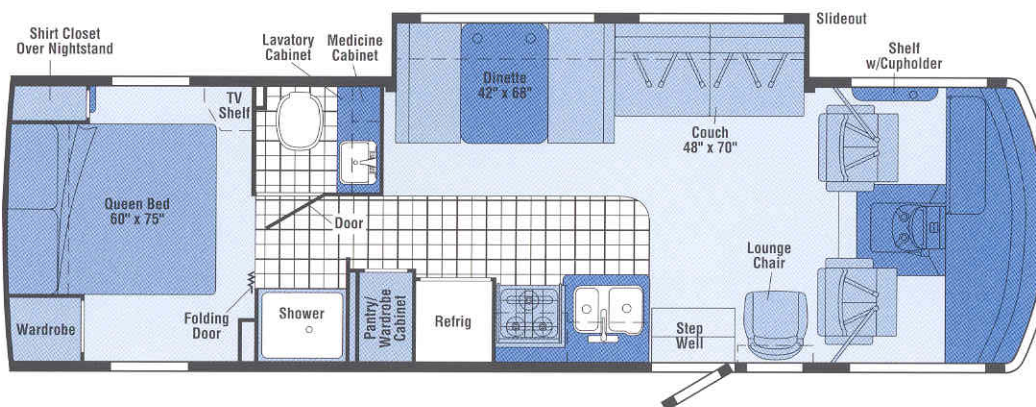 Shirt Closet
Over Nightstand
Lavatory
Cabinet
Medicine
Cabinet
Slideout
Shelf
w/Cupholder
TV
Shelf
Dinette
42" x 68"
Couch
48" x 70"
Queen Bed
60" x 75"
Door
Lounge
Chair
Wardrobe
Folding
Door
Shower
Pantry/
Wardrobe
Cabinet
Refrig
Step
Well